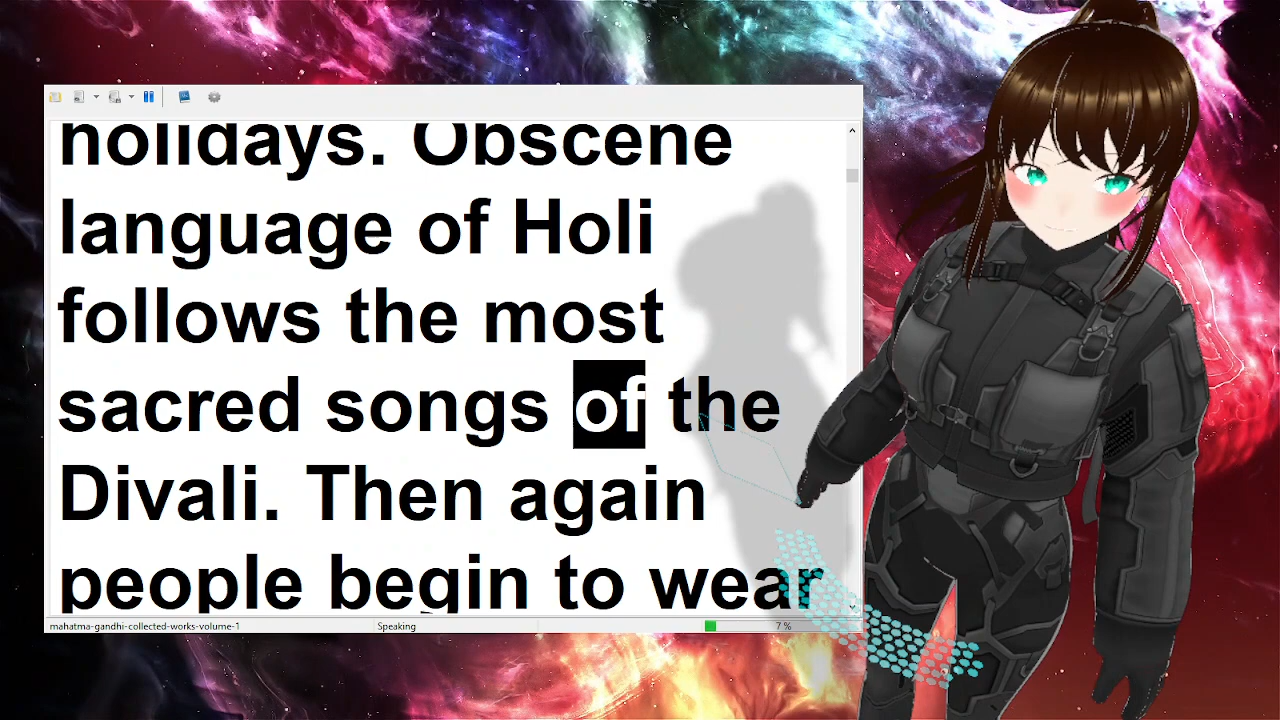 holidays. Obscene
language of Holi
follows the most
sacred songs of the
Divali. Then again
people begin to wear
mahatma-gandhi-collected-works-volume-1
Speaking
7 %